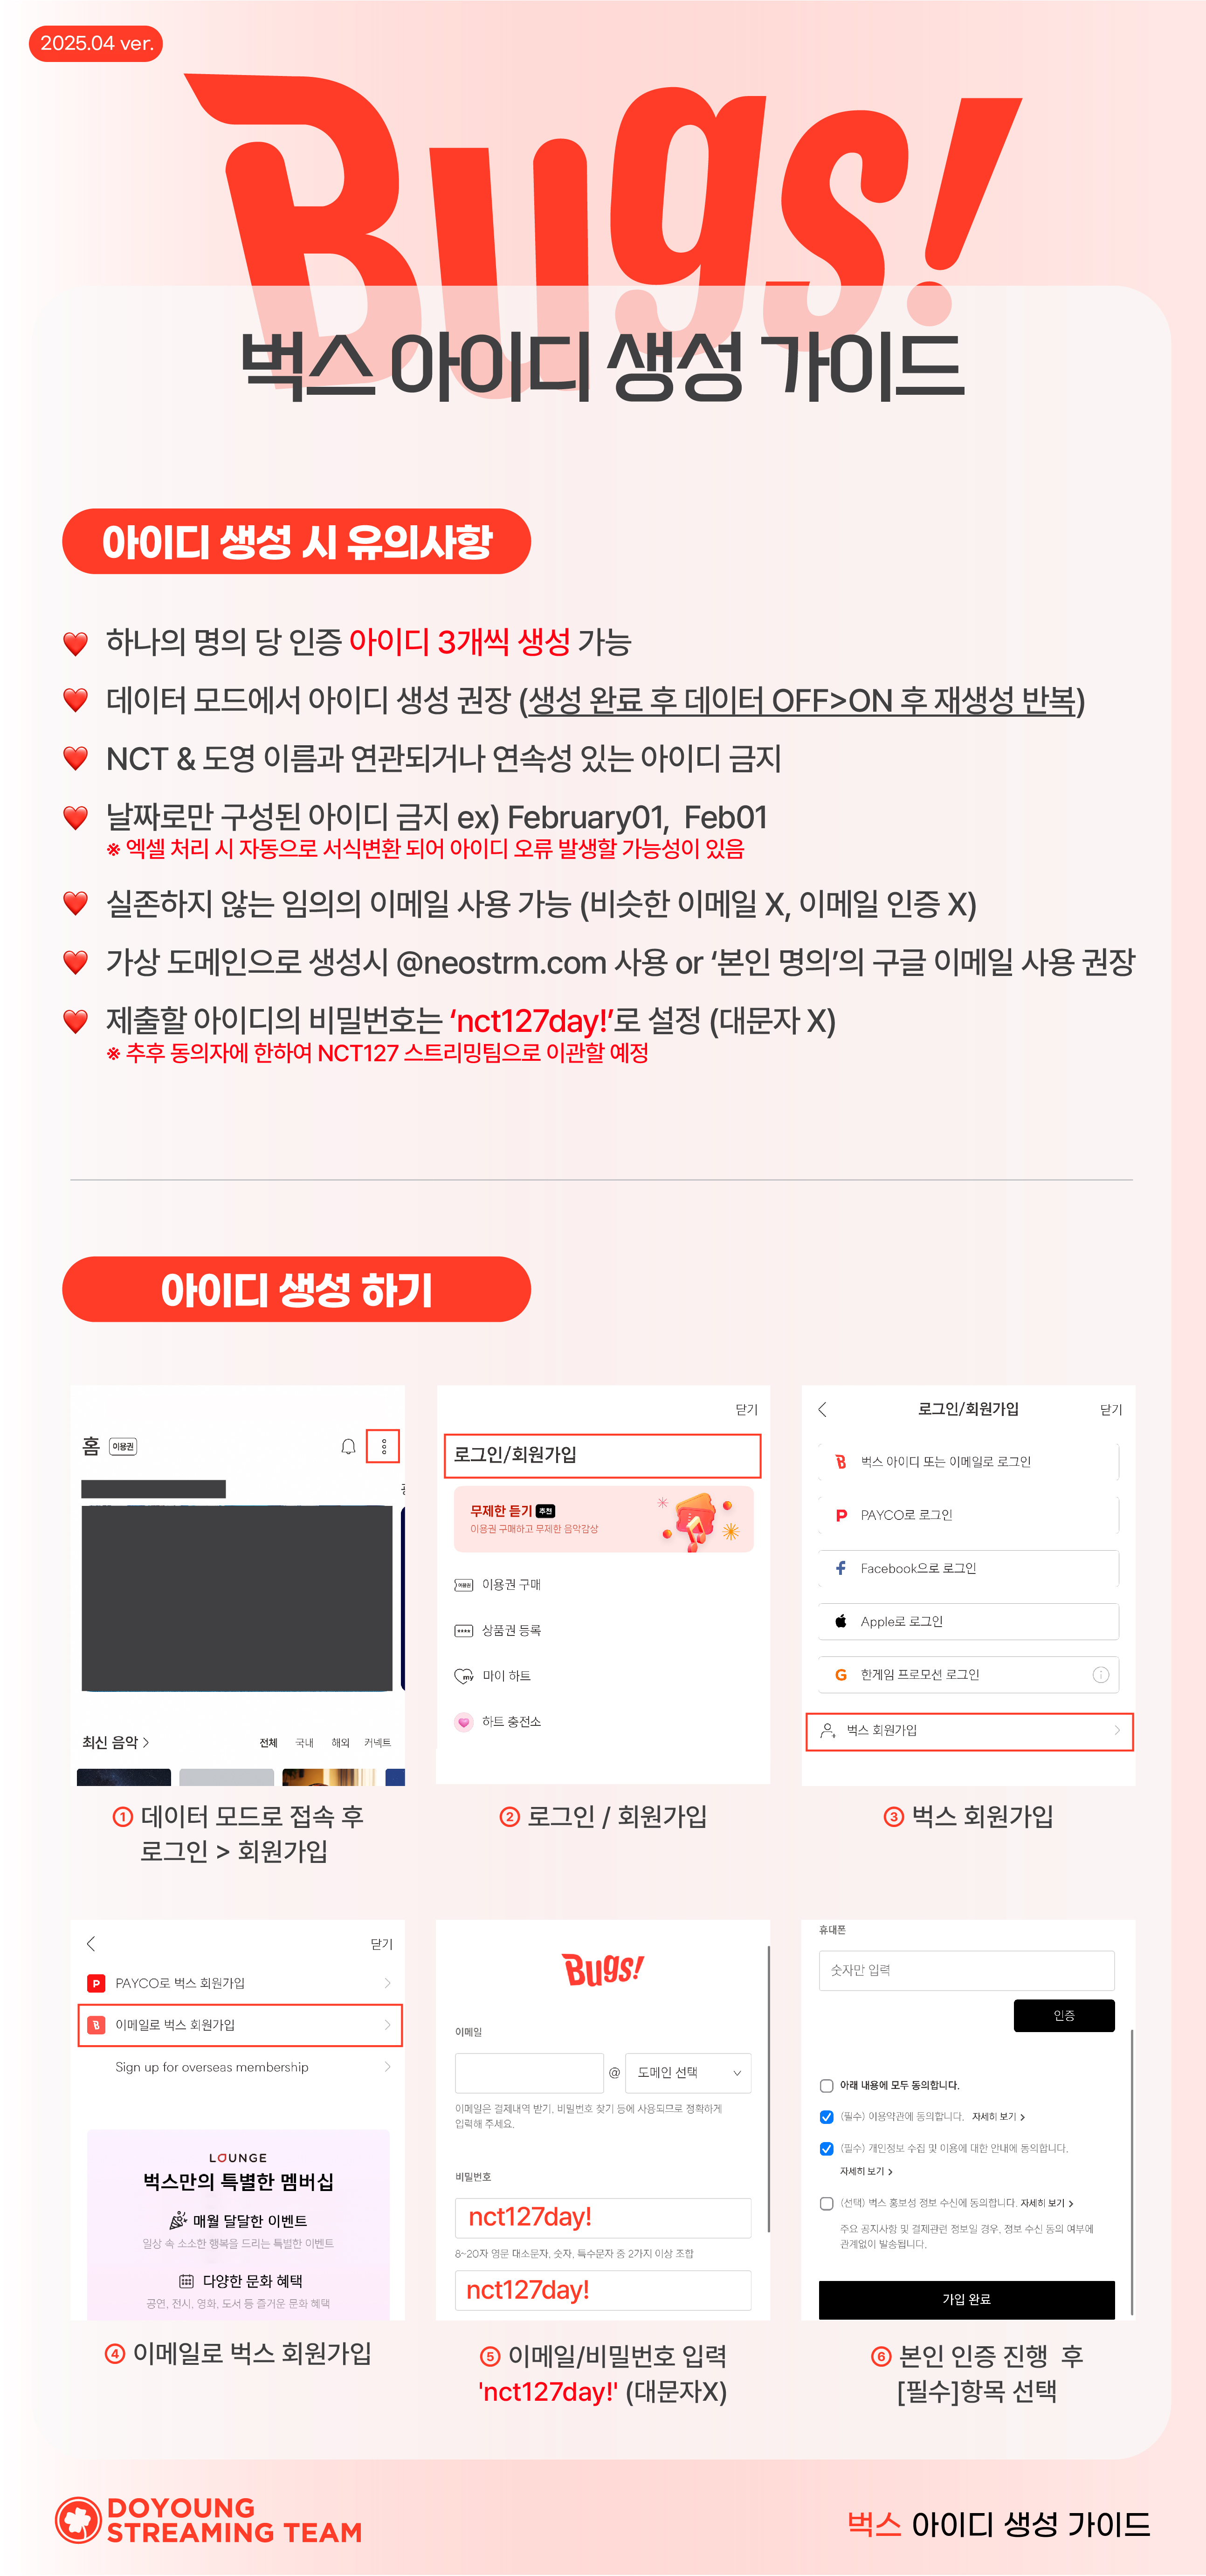 2025.04 ver.
Bugs!
벅스 아이디 생성 가이드
아이디 생성 시 유의사항
하나의 명의 당 인증 아이디 3개씩 생성 가능
데이터 모드에서 아이디 생성 권장 (생성 완료 후 데이터 OFF>ON 후 재생성 반복)
NCT & 도영 이름과 연관되거나 연속성 있는 아이디 금지
날짜로만 구성된 아이디 금지 ex) February01, Feb01
※ 엑셀 처리 시 자동으로 서식변환 되어 아이디 오류 발생할 가능성이 있음
실존하지 않는 임의의 이메일 사용 가능 (비슷한 이메일 X, 이메일 인증 X)
가상 도메인으로 생성시 @neostrm.com 사용 or ‘본인 명의’의 구글 이메일 사용 권장
제출할 아이디의 비밀번호는 ‘nct127day!’로 설정 (대문자 X)
※ 추후 동의자에 한하여 NCT127 스트리밍팀으로 이관할 예정
아이디 생성 하기
홈 이용권
최신 음악 >
전체 국내 해외 커넥트
① 데이터 모드로 접속 후
로그인 > 회원가입
닫기
로그인/회원가입
무제한 듣기 추천
이용권 구매하고 무제한 음악감상
이용권 이용권 구매
상품권 등록
my 마이 하트
하트 충전소
② 로그인 / 회원가입
로그인/회원가입 닫기
벅스 아이디 또는 이메일로 로그인
PAYCO로 로그인
Facebook으로 로그인
Apple로 로그인
한게임 프로모션 로그인
벅스 회원가입
③ 벅스 회원가입
닫기
PAYCO로 벅스 회원가입
이메일로 벅스 회원가입
Sign up for overseas membership
LOUNGE
벅스만의 특별한 멤버십
매월 달달한 이벤트
일상 속 소소한 행복을 드리는 특별한 이벤트
다양한 문화 혜택
공연, 전시, 영화, 도서 등 즐거운 문화 혜택
④ 이메일로 벅스 회원가입
Bugs!
이메일
@ 도메인 선택
이메일은 결제내역 받기, 비밀번호 찾기 등에 사용되므로 정확하게
입력해 주세요.
비밀번호
nct127day!
8~20자 영문 대소문자, 숫자, 특수문자 중 2가지 이상 조합
nct127day!
⑤ 이메일/비밀번호 입력
'nct127day!' (대문자X)
휴대폰
숫자만 입력
인증
아래 내용에 모두 동의합니다.
(필수) 이용약관에 동의합니다. 자세히 보기 >
(필수) 개인정보 수집 및 이용에 대한 안내에 동의합니다.
자세히 보기 >
(선택) 벅스 홍보성 정보 수신에 동의합니다. 자세히 보기 >
주요 공지사항 및 결제관련 정보일 경우, 정보 수신 동의 여부에
관계없이 발송됩니다.
가입 완료
⑥ 본인 인증 진행 후
[필수]항목 선택
DOYOUNG
STREAMING TEAM
벅스 아이디 생성 가이드